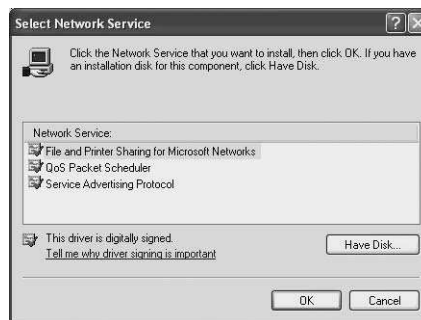 Select Network Service
Click the Network Service that you want to install, then click OK. If you have
an installation disk for this component, click Have Disk.
Network Service:
File and Printer Sharing for Microsoft Networks
QoS Packet Scheduler
Service Advertising Protocol
This driver is digitally signed.
Tell me why driver signing is important
Have Disk...
OK
Cancel